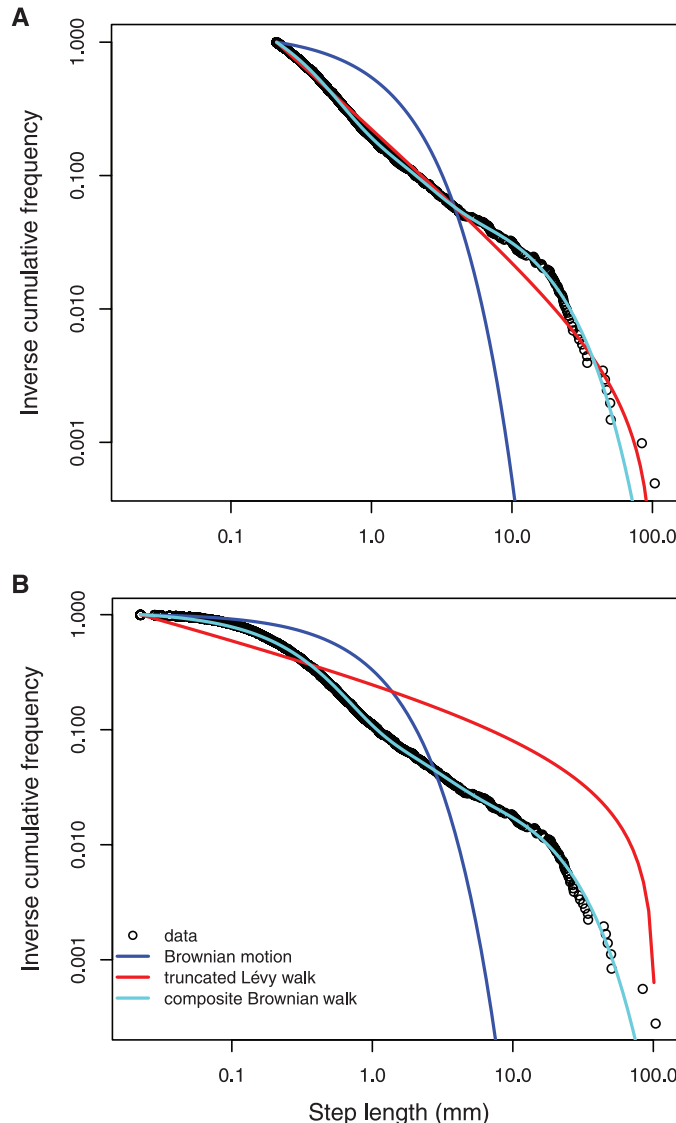 A
Inverse cumulative frequency
1.000
0.100
0.010
0.001
0.1 1.0 10.0 100.0
B
Inverse cumulative frequency
1.000
0.100
0.010
0.001
data
Brownian motion
truncated Lévy walk
composite Brownian walk
0.1 1.0 10.0 100.0
Step length (mm)